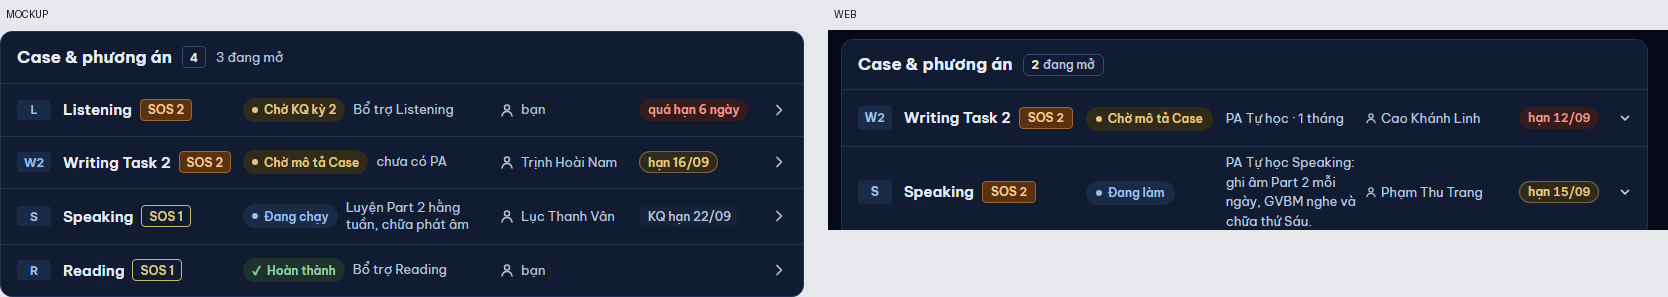 MOCKUP
Case & phương án 4 3 đang mở
L Listening SOS 2 Chờ KQ kỳ 2 Bổ trợ Listening bạn quá hạn 6 ngày
W2 Writing Task 2 SOS 2 Chờ mô tả Case chưa có PA Trịnh Hoài Nam hạn 16/09
S Speaking SOS 1 Đang chạy Luyện Part 2 hằng
tuần, chữa phát âm Lục Thanh Vân KQ hạn 22/09
R Reading SOS 1 ✓ Hoàn thành Bổ trợ Reading bạn
WEB
Case & phương án 2 đang mở
W2 Writing Task 2 SOS 2 Chờ mô tả Case PA Tự học · 1 tháng Cao Khánh Linh hạn 12/09
S Speaking SOS 2 Đang làm PA Tự học Speaking:
ghi âm Part 2 mỗi
ngày, GVBM nghe và
chữa thứ Sáu. Phạm Thu Trang hạn 15/09